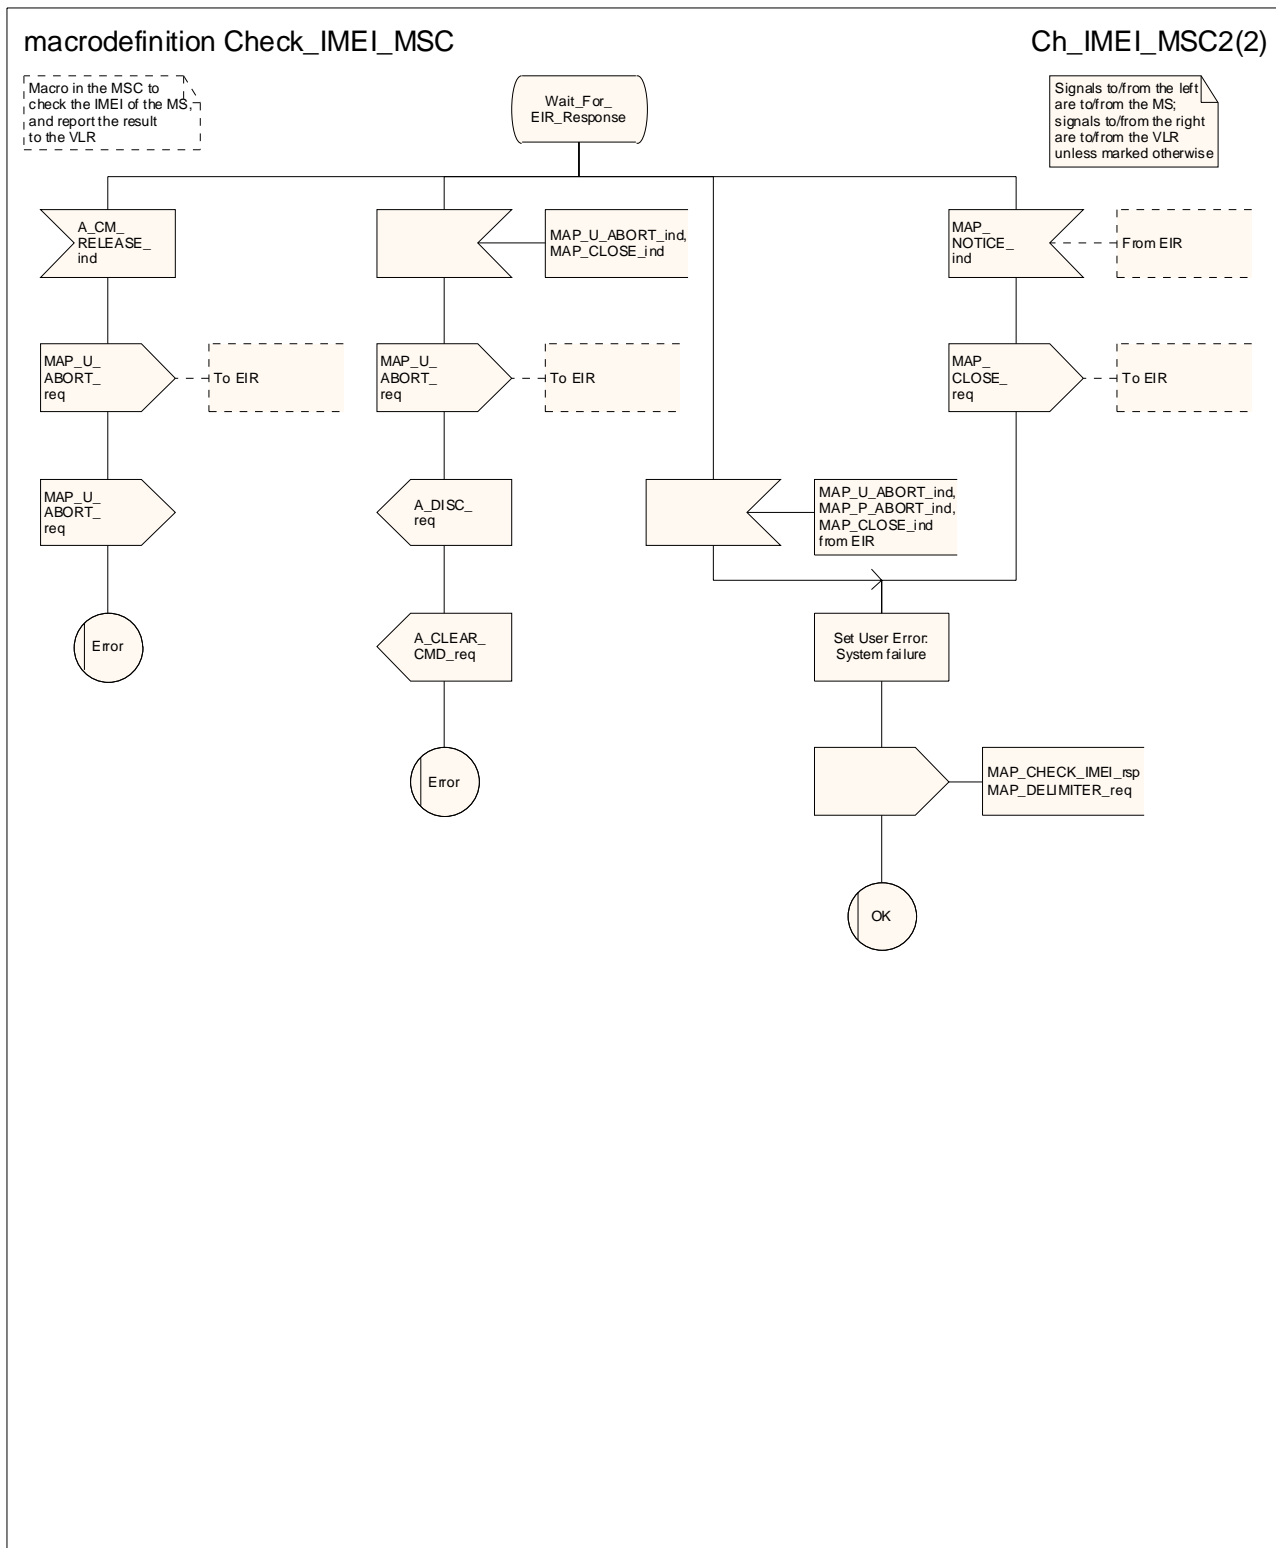 macrodefinition Check_IMEI_MSC
Ch_IMEI_MSC2(2)
Macro in the MSC to
check the IMEI of the MS,
and report the result
to the VLR
Wait_For_
EIR_Response
Signals to/from the left
are to/from the MS;
signals to/from the right
are to/from the VLR
unless marked otherwise
A_CM_
RELEASE_
ind
MAP_U_ABORT_ind,
MAP_CLOSE_ind
MAP_
NOTICE_
ind
From EIR
MAP_U_
ABORT_
req
To EIR
MAP_U_
ABORT_
req
To EIR
MAP_
CLOSE_
req
To EIR
MAP_U_
ABORT_
req
A_DISC_
req
MAP_U_ABORT_ind,
MAP_P_ABORT_ind,
MAP_CLOSE_ind
from EIR
Error
A_CLEAR_
CMD_req
Set User Error:
System failure
Error
MAP_CHECK_IMEI_rsp
MAP_DELIMITER_req
OK